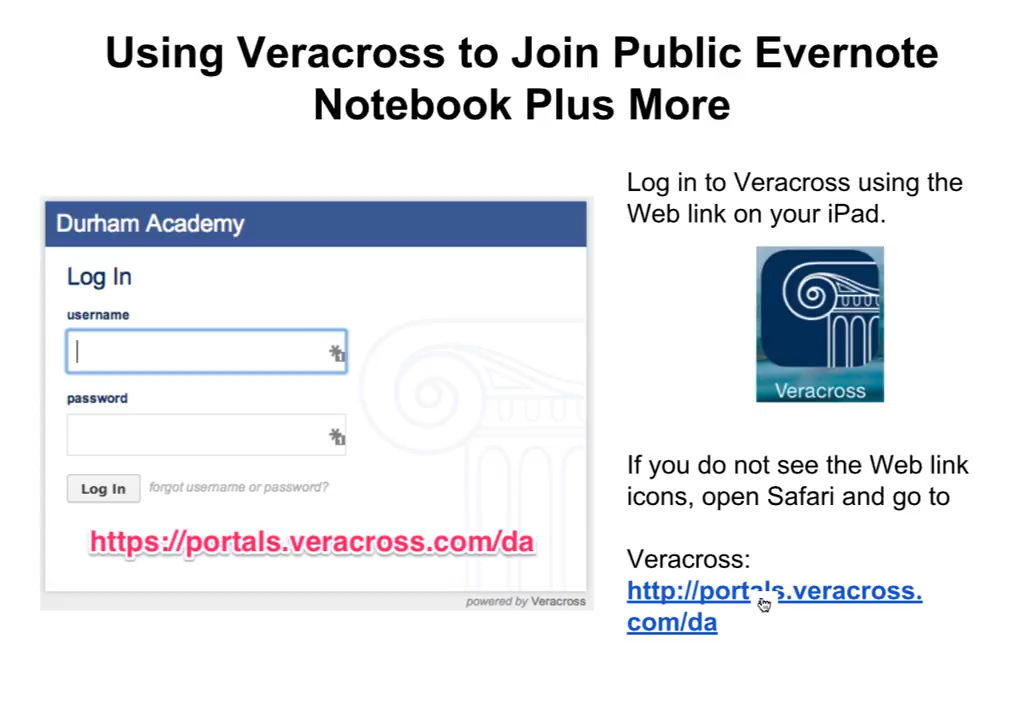 Using Veracross to Join Public Evernote
Notebook Plus More
Durham Academy
Log In
username
password
Log In
forgot username or password?
https://portals.veracross.com/da
powered by Veracross
Log in to Veracross using the
Web link on your iPad.
Veracross
If you do not see the Web link
icons, open Safari and go to
Veracross:
http://portals.veracross.
com/da